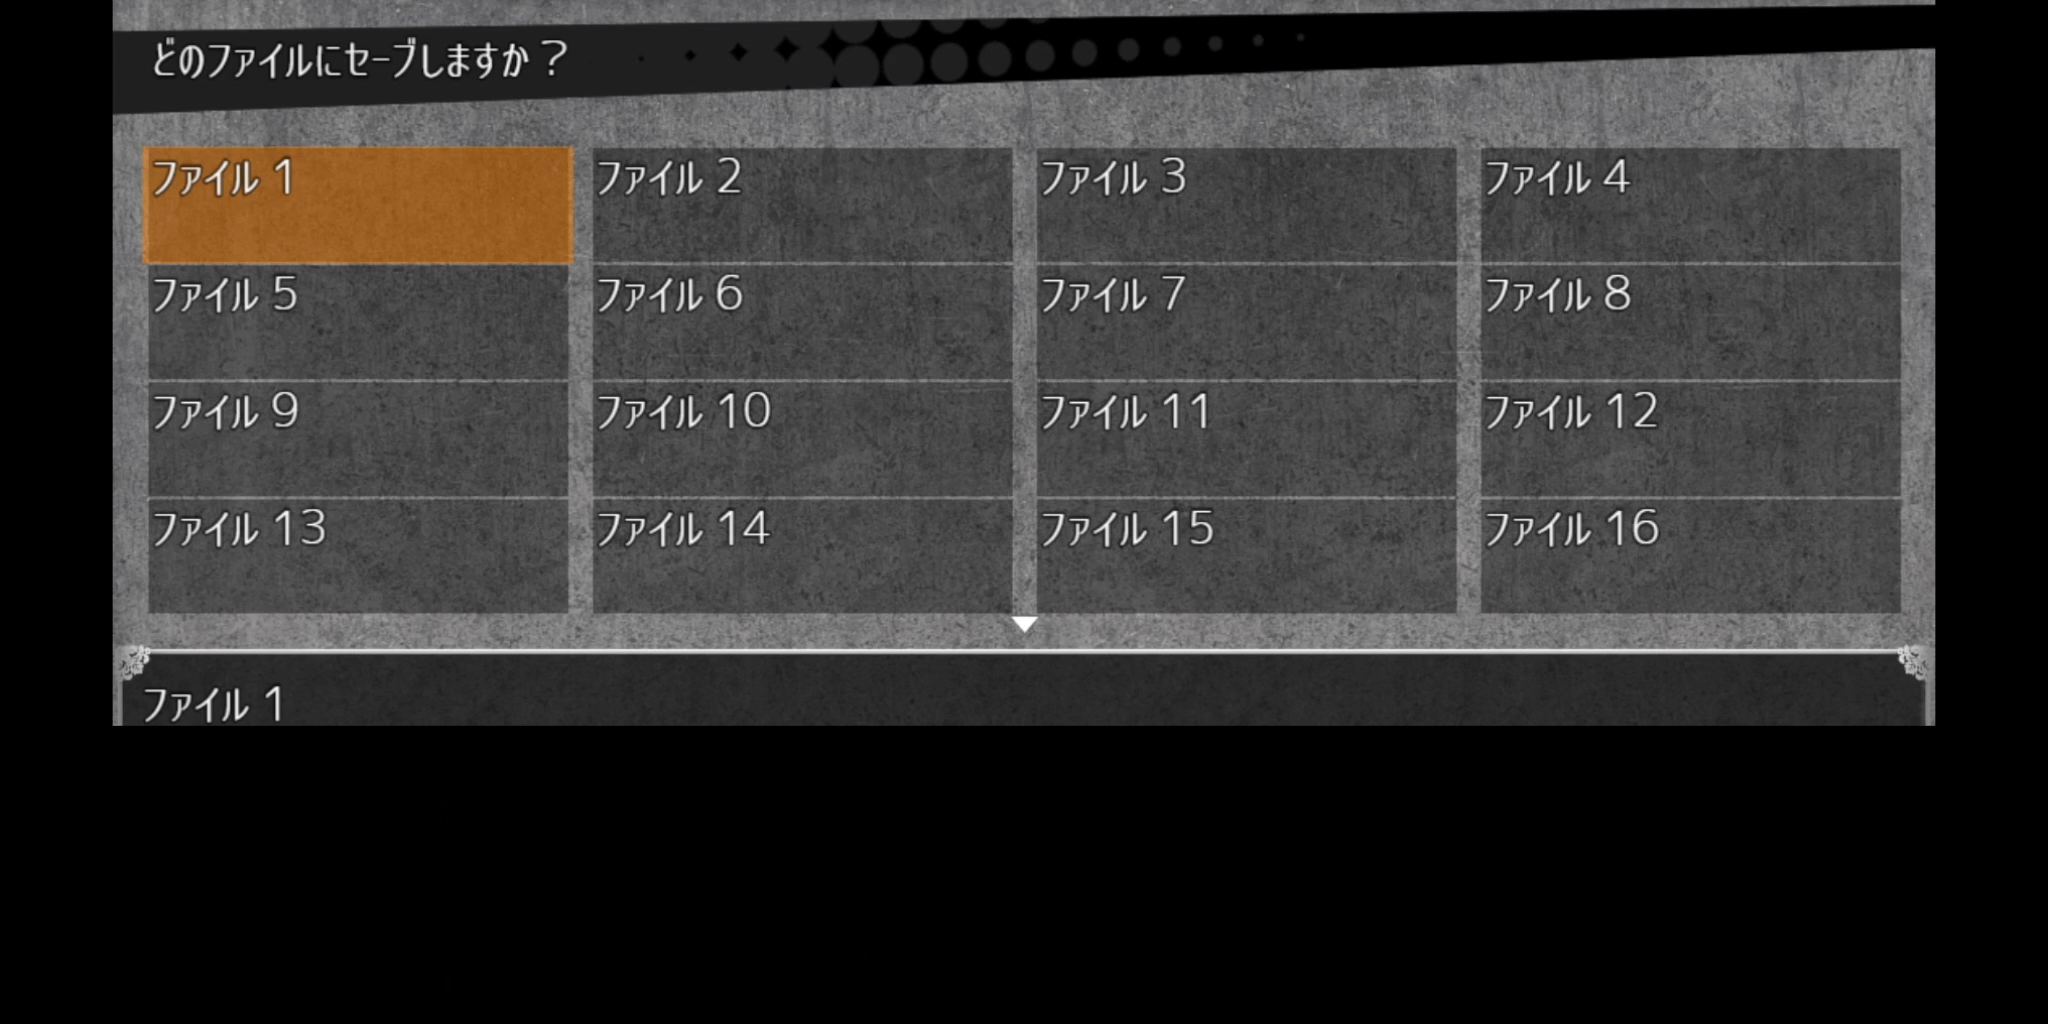 どのファイルにセーブしますか？
ファイル 1
ファイル 2
ファイル 3
ファイル 4
ファイル 5
ファイル 6
ファイル 7
ファイル 8
ファイル 9
ファイル 10
ファイル 11
ファイル 12
ファイル 13
ファイル 14
ファイル 15
ファイル 16
ファイル 1